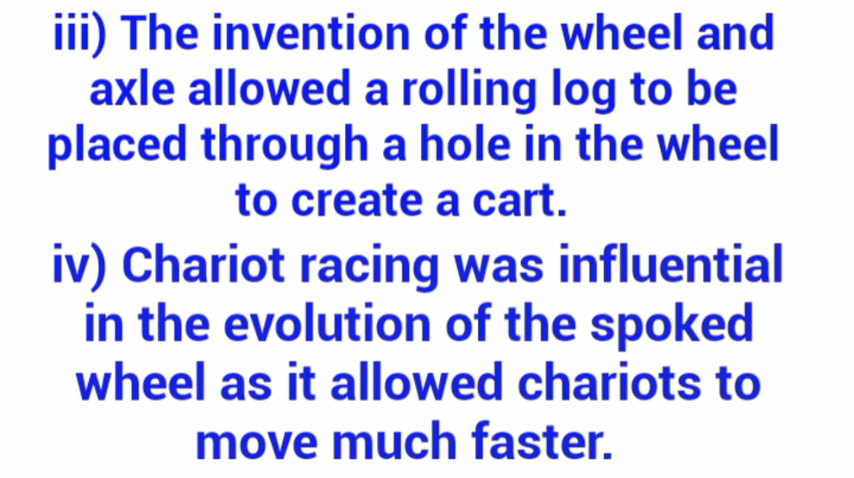 iii) The invention of the wheel and
axle allowed a rolling log to be
placed through a hole in the wheel
to create a cart.
iv) Chariot racing was influential
in the evolution of the spoked
wheel as it allowed chariots to
move much faster.